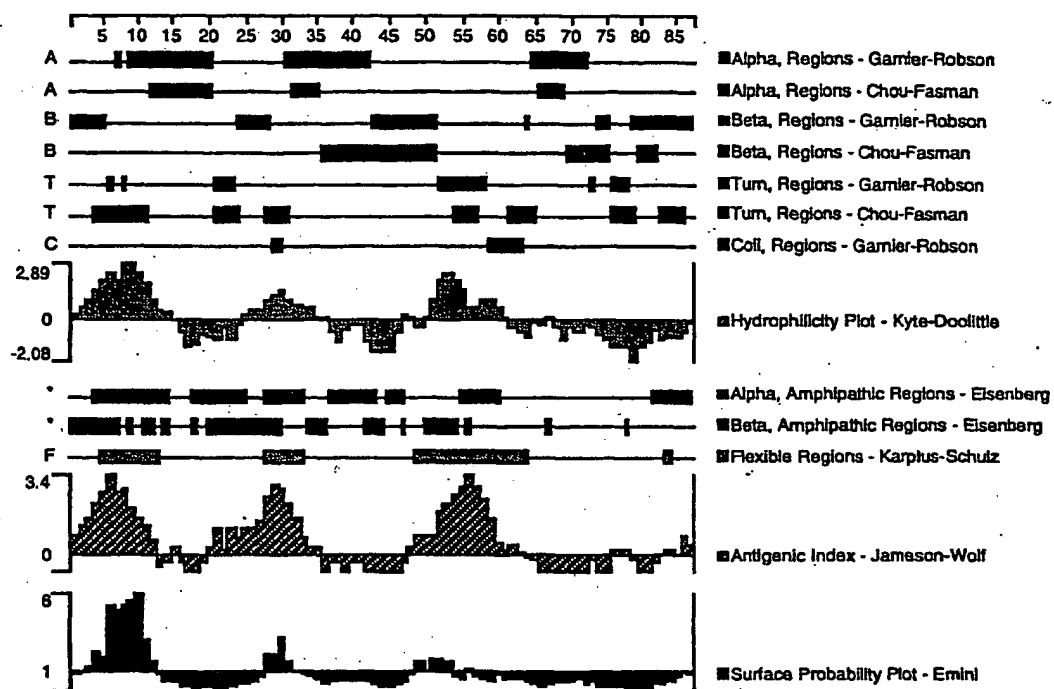 5 10 15 20 25 30 35 40 45 50 55 60 65 70 75 80 85
A Alpha, Regions - Garnier-Robson
A Alpha, Regions - Chou-Fasman
B Beta, Regions - Garnier-Robson
B Beta, Regions - Chou-Fasman
T Turn, Regions - Garnier-Robson
T Turn, Regions - Chou-Fasman
C Coil, Regions - Garnier-Robson
2.89
0 Hydrophilicity Plot - Kyte-Doolittle
-2.08
* Alpha, Amphipathic Regions - Eisenberg
* Beta, Amphipathic Regions - Eisenberg
F Flexible Regions - Karplus-Schulz
3.4
0 Antigenic Index - Jameson-Wolf
6
1 Surface Probability Plot - Emini